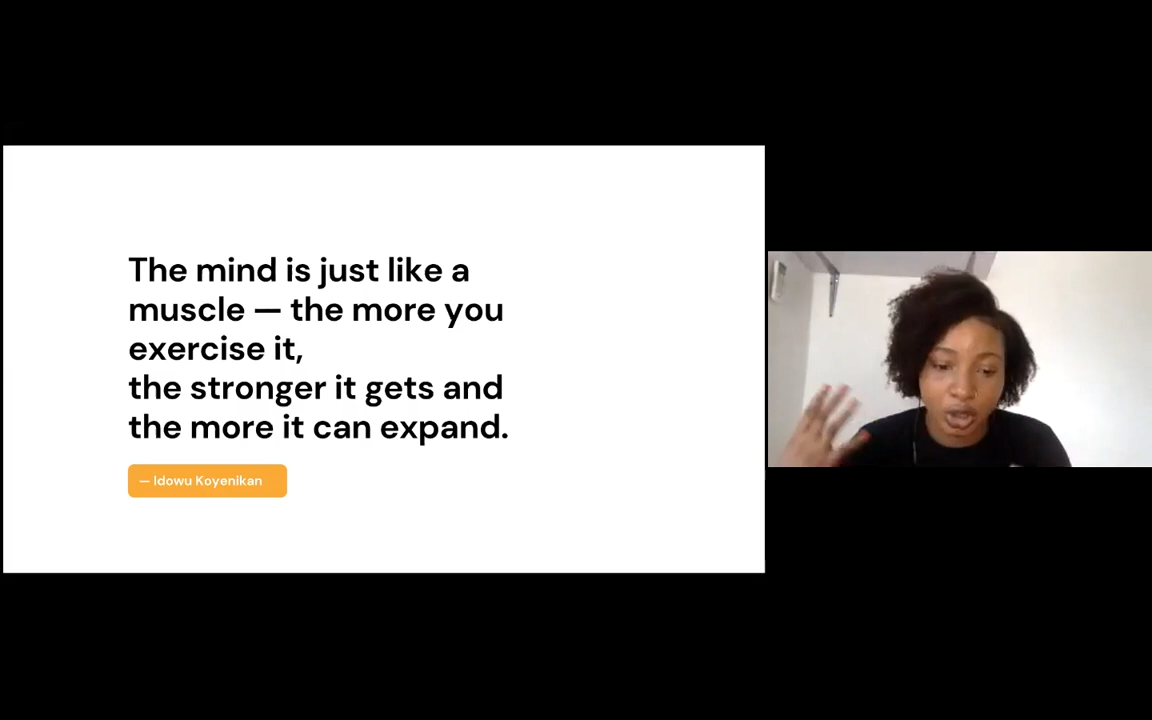 The mind is just like a
muscle — the more you
exercise it,
the stronger it gets and
the more it can expand.
— Idowu Koyenikan